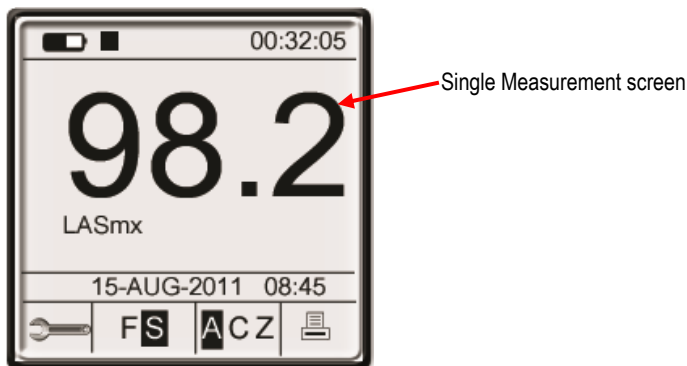 00:32:05
Single Measurement screen
98.2
LASmx
15-AUG-2011 08:45
F S A C Z